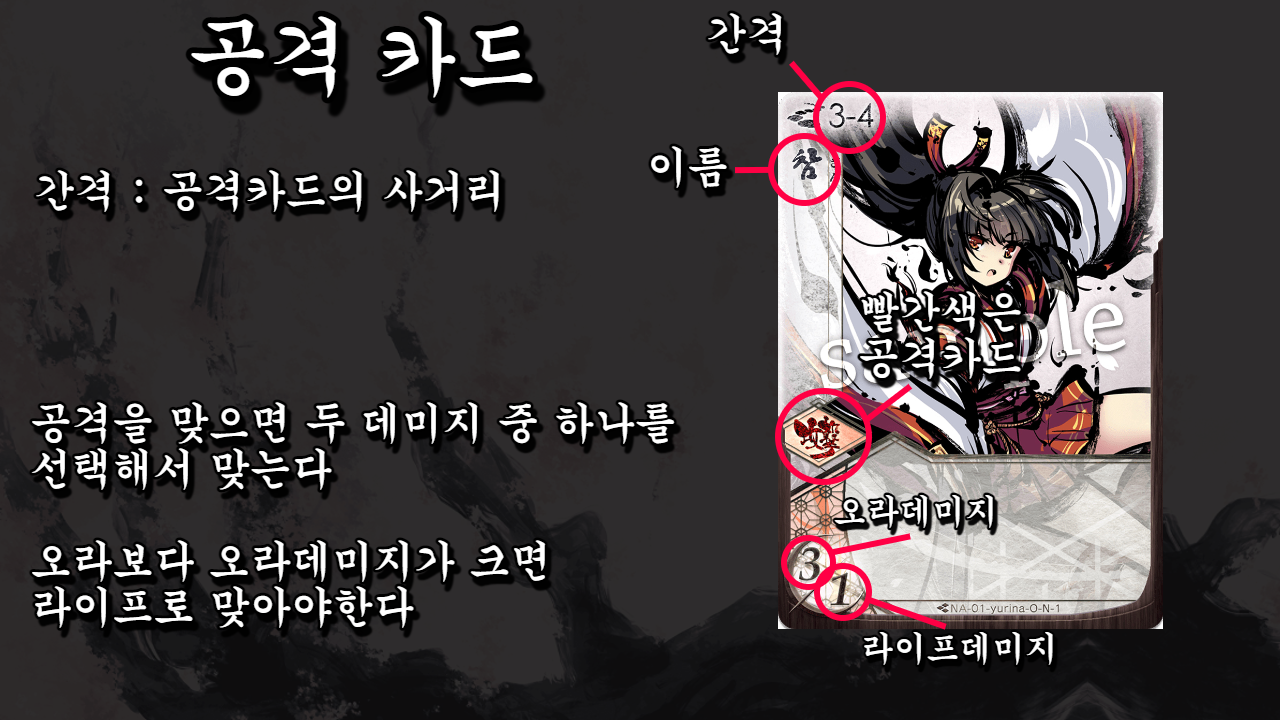 공격 카드
간격
3-4
이름
참
간격 : 공격카드의 사거리
빨간색은
공격카드
공격을 맞으면 두 데미지 중 하나를
선택해서 맞는다
오라데미지
오라보다 오라데미지가 크면
라이프로 맞아야한다
3
1
NA-01-yurina-O-N-1
라이프데미지